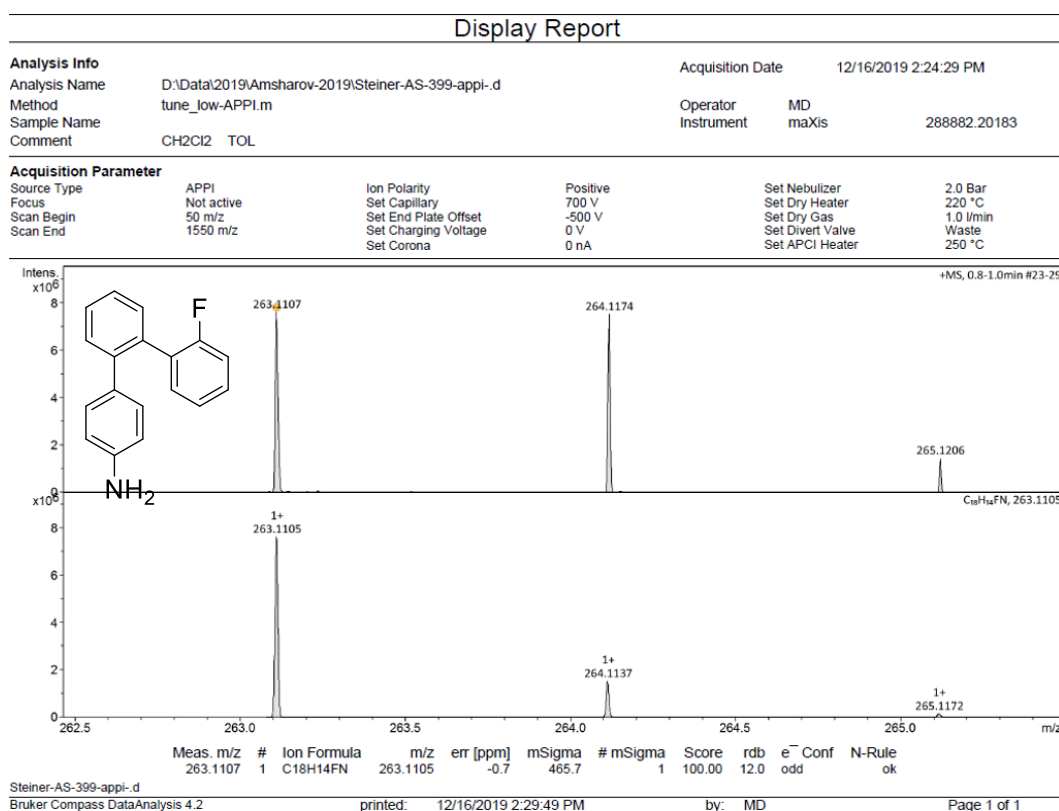 Display Report
Analysis Info
Acquisition Date 12/16/2019 2:24:29 PM
Analysis Name D:\Data\2019\Amsharov-2019\Steiner-AS-399-appi-.d
Method tune_low-APPI.m Operator MD
Sample Name Instrument maXis 288882.20183
Comment CH2Cl2 TOL
Acquisition Parameter
Source Type APPI Ion Polarity Positive Set Nebulizer 2.0 Bar
Focus Not active Set Capillary 700 V Set Dry Heater 220 °C
Scan Begin 50 m/z Set End Plate Offset -500 V Set Dry Gas 1.0 l/min
Scan End 1550 m/z Set Charging Voltage 0 V Set Divert Valve Waste
Set Corona 0 nA Set APCI Heater 250 °C
Intens.
x10⁶
+MS, 0.8-1.0min #23-29
8
6
4
2
0
F
NH₂
263.1107
264.1174
265.1206
x10⁶
C₁₈H₁₄FN, 263.1105
8
6
4
2
0
1+
263.1105
1+
264.1137
1+
265.1172
262.5 263.0 263.5 264.0 264.5 265.0 m/z
Meas. m/z # Ion Formula m/z err [ppm] mSigma # mSigma Score rdb e⁻ Conf N-Rule
263.1107 1 C18H14FN 263.1105 -0.7 465.7 1 100.00 12.0 odd ok
Steiner-AS-399-appi-.d
Bruker Compass DataAnalysis 4.2 printed: 12/16/2019 2:29:49 PM by: MD Page 1 of 1